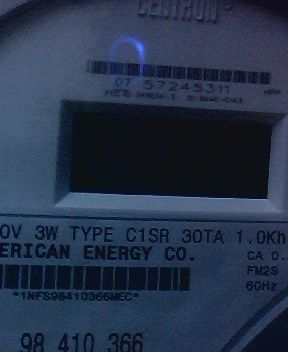 CENTRON
07 57245311
0V 3W TYPE C1SR 30TA 1.0Kh
ERICAN ENERGY CO.
CA 0.
FM2S
60Hz
*1NFS98410366MEC*
98 410 366